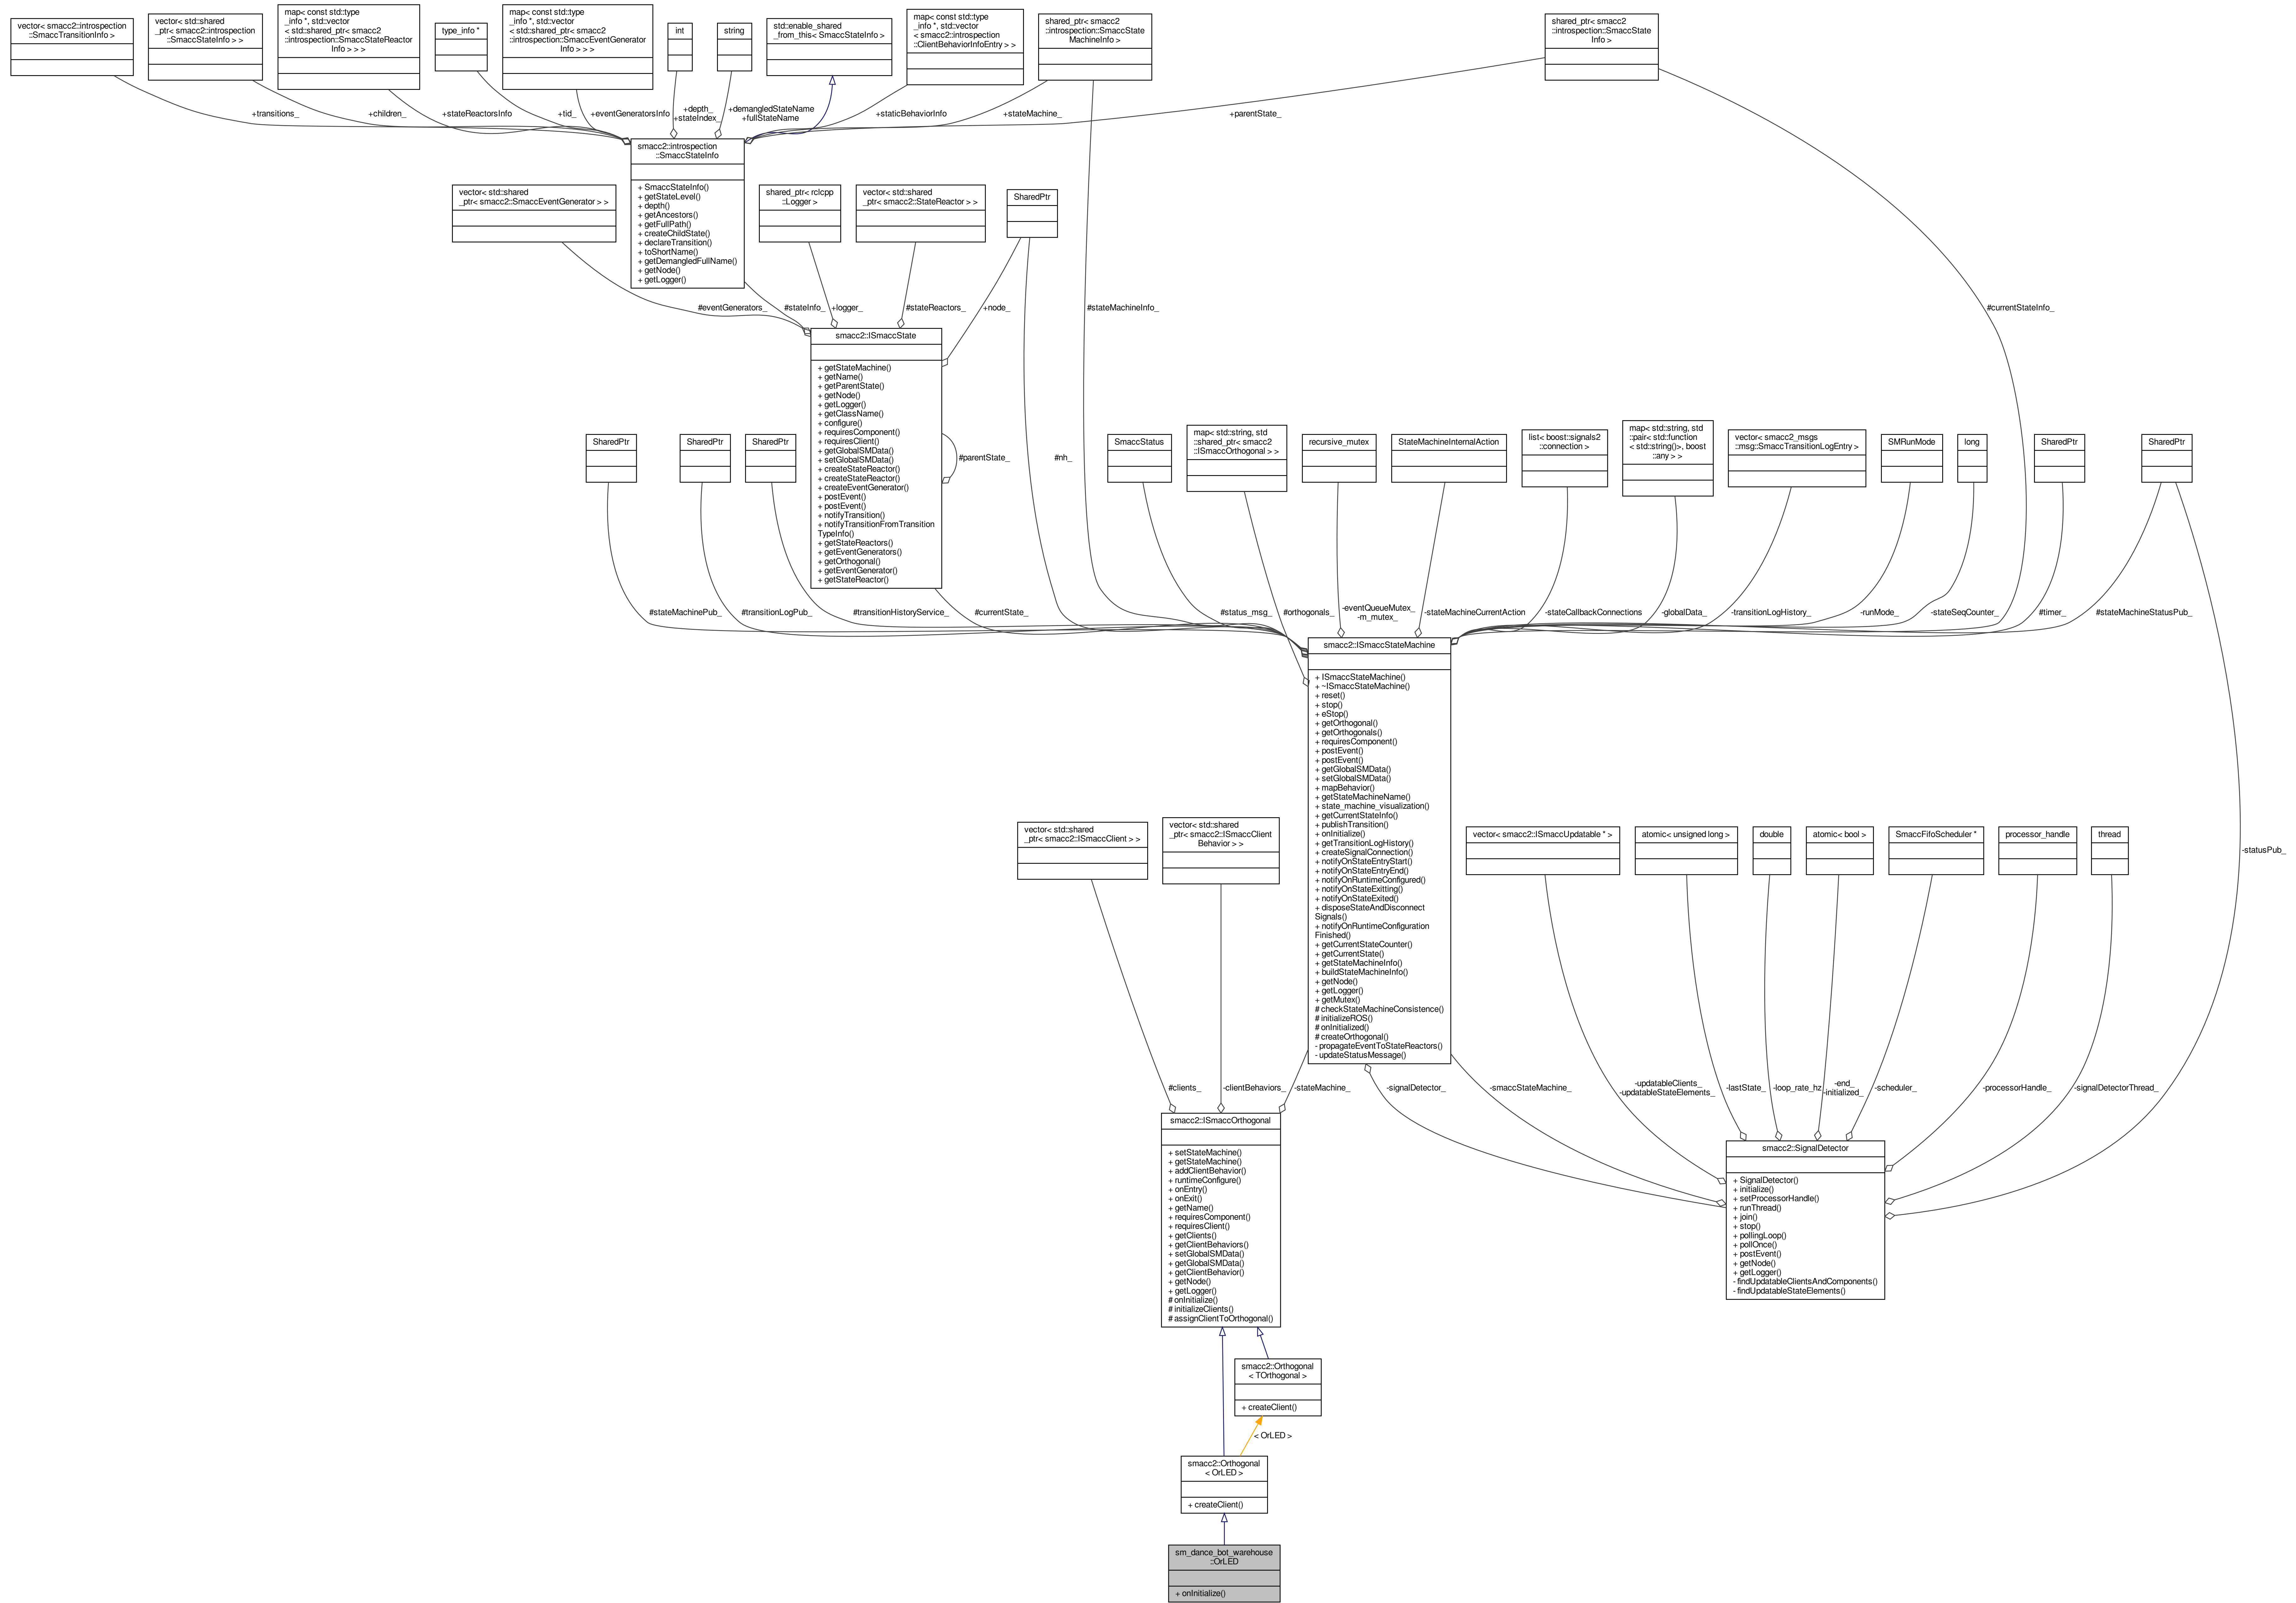 vector< smacc2::introspection
::SmaccTransitionInfo >
vector< std::shared
_ptr< smacc2::introspection
::SmaccStateInfo > >
map< const std::type
_info *, std::vector
< std::shared_ptr< smacc2
::introspection::SmaccStateReactor
Info > > >
type_info *
map< const std::type
_info *, std::vector
< std::shared_ptr< smacc2
::introspection::SmaccEventGenerator
Info > > >
int
string
std::enable_shared
_from_this< SmaccStateInfo >
map< const std::type
_info *, std::vector
< smacc2::introspection
::ClientBehaviorInfoEntry > >
shared_ptr< smacc2
::introspection::SmaccState
MachineInfo >
shared_ptr< smacc2
::introspection::SmaccState
Info >
+transitions_
+children_
+stateReactorsInfo
+tid_
+eventGeneratorsInfo
+depth_
+stateIndex_
+demangledStateName
+fullStateName
+staticBehaviorInfo
+stateMachine_
+parentState_
smacc2::introspection
::SmaccStateInfo
+ SmaccStateInfo()
+ getStateLevel()
+ depth()
+ getAncestors()
+ getFullPath()
+ createChildState()
+ declareTransition()
+ toShortName()
+ getDemangledFullName()
+ getNode()
+ getLogger()
vector< std::shared
_ptr< smacc2::SmaccEventGenerator > >
shared_ptr< rclcpp
::Logger >
vector< std::shared
_ptr< smacc2::StateReactor > >
SharedPtr
#eventGenerators_
#stateInfo_
+logger_
#stateReactors_
+node_
#stateMachineInfo_
#currentStateInfo_
smacc2::ISmaccState
+ getStateMachine()
+ getName()
+ getParentState()
+ getNode()
+ getLogger()
+ getClassName()
+ configure()
+ requiresComponent()
+ requiresClient()
+ getGlobalSMData()
+ setGlobalSMData()
+ createStateReactor()
+ createStateReactor()
+ createEventGenerator()
+ postEvent()
+ postEvent()
+ notifyTransition()
+ notifyTransitionFromTransition
TypeInfo()
+ getStateReactors()
+ getEventGenerators()
+ getOrthogonal()
+ getEventGenerator()
+ getStateReactor()
#parentState_
#nh_
SharedPtr
SharedPtr
SharedPtr
SmaccStatus
map< std::string, std
::shared_ptr< smacc2
::ISmaccOrthogonal > >
recursive_mutex
StateMachineInternalAction
list< boost::signals2
::connection >
map< std::string, std
::pair< std::function
< std::string()>, boost
::any > >
vector< smacc2_msgs
::msg::SmaccTransitionLogEntry >
SMRunMode
long
SharedPtr
SharedPtr
#stateMachinePub_
#transitionLogPub_
#transitionHistoryService_
#currentState_
#status_msg_
#orthogonals_
-eventQueueMutex_
-m_mutex_
-stateMachineCurrentAction
-stateCallbackConnections
-globalData_
-transitionLogHistory_
-runMode_
-stateSeqCounter_
#timer_
#stateMachineStatusPub_
smacc2::ISmaccStateMachine
+ ISmaccStateMachine()
+ ~ISmaccStateMachine()
+ reset()
+ stop()
+ eStop()
+ getOrthogonal()
+ getOrthogonals()
+ requiresComponent()
+ postEvent()
+ postEvent()
+ getGlobalSMData()
+ setGlobalSMData()
+ mapBehavior()
+ getStateMachineName()
+ state_machine_visualization()
+ getCurrentStateInfo()
+ publishTransition()
+ onInitialize()
+ getTransitionLogHistory()
+ createSignalConnection()
+ notifyOnStateEntryStart()
+ notifyOnStateEntryEnd()
+ notifyOnRuntimeConfigured()
+ notifyOnStateExitting()
+ notifyOnStateExited()
+ disposeStateAndDisconnect
Signals()
+ notifyOnRuntimeConfiguration
Finished()
+ getCurrentStateCounter()
+ getCurrentState()
+ getStateMachineInfo()
+ buildStateMachineInfo()
+ getNode()
+ getLogger()
+ getMutex()
# checkStateMachineConsistence()
# initializeROS()
# onInitialized()
# createOrthogonal()
- propagateEventToStateReactors()
- updateStatusMessage()
vector< std::shared
_ptr< smacc2::ISmaccClient > >
vector< std::shared
_ptr< smacc2::ISmaccClient
Behavior > >
vector< smacc2::ISmaccUpdatable * >
atomic< unsigned long >
double
atomic< bool >
SmaccFifoScheduler *
processor_handle
thread
-statusPub_
#clients_
-clientBehaviors_
-stateMachine_
-signalDetector_
-smaccStateMachine_
-updatableClients_
-updatableStateElements_
-lastState_
-loop_rate_hz
-end_
-initialized_
-scheduler_
-processorHandle_
-signalDetectorThread_
smacc2::ISmaccOrthogonal
+ setStateMachine()
+ getStateMachine()
+ addClientBehavior()
+ runtimeConfigure()
+ onEntry()
+ onExit()
+ getName()
+ requiresComponent()
+ requiresClient()
+ getClients()
+ getClientBehaviors()
+ setGlobalSMData()
+ getGlobalSMData()
+ getClientBehavior()
+ getNode()
+ getLogger()
# onInitialize()
# initializeClients()
# assignClientToOrthogonal()
smacc2::SignalDetector
+ SignalDetector()
+ initialize()
+ setProcessorHandle()
+ runThread()
+ join()
+ stop()
+ pollingLoop()
+ pollOnce()
+ postEvent()
+ getNode()
+ getLogger()
- findUpdatableClientsAndComponents()
- findUpdatableStateElements()
smacc2::Orthogonal
< TOrthogonal >
+ createClient()
< OrLED >
smacc2::Orthogonal
< OrLED >
+ createClient()
sm_dance_bot_warehouse
::OrLED
+ onInitialize()